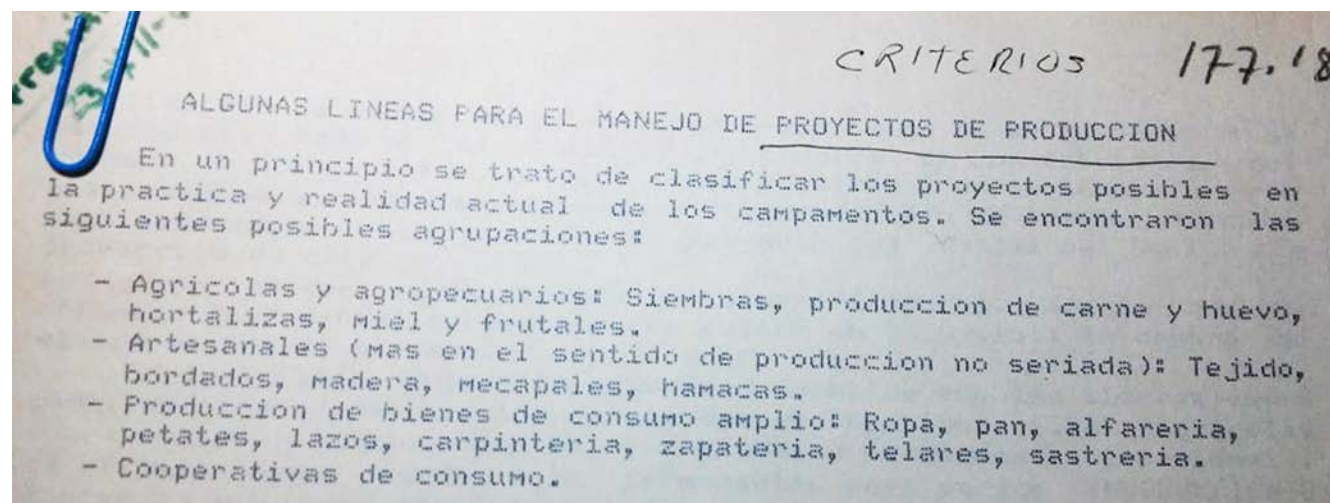 CRITERIOS 177.18
ALGUNAS LINEAS PARA EL MANEJO DE PROYECTOS DE PRODUCCION
En un principio se trato de clasificar los proyectos posibles en
la practica y realidad actual de los campamentos. Se encontraron las
siguientes posibles agrupaciones:
- Agricolas y agropecuarios: Siembras, produccion de carne y huevo,
hortalizas, miel y frutales.
- Artesanales (mas en el sentido de produccion no seriada): Tejido,
bordados, madera, mecapales, hamacas.
- Produccion de bienes de consumo amplio: Ropa, pan, alfareria,
petates, lazos, carpinteria, zapateria, telares, sastreria.
- Cooperativas de consumo.